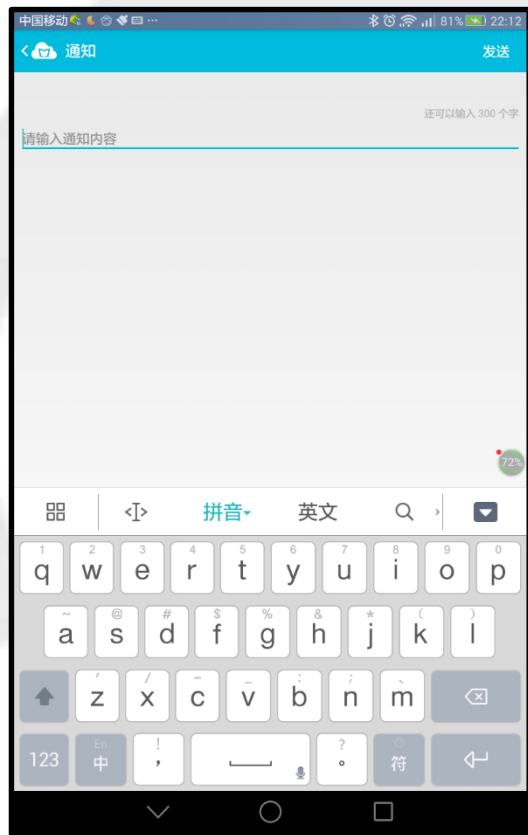 中国移动 ··· 81% 22:12
通知 发送
还可以输入 300 个字
请输入通知内容
72%
拼音 英文
1 2 3 4 5 6 7 8 9 0
q w e r t y u i o p
~ @ # $ % & * ( )
a s d f g h j k l
' / – _ : ; 、
z x c v b n m
En ! ?
123 中 , 。 符